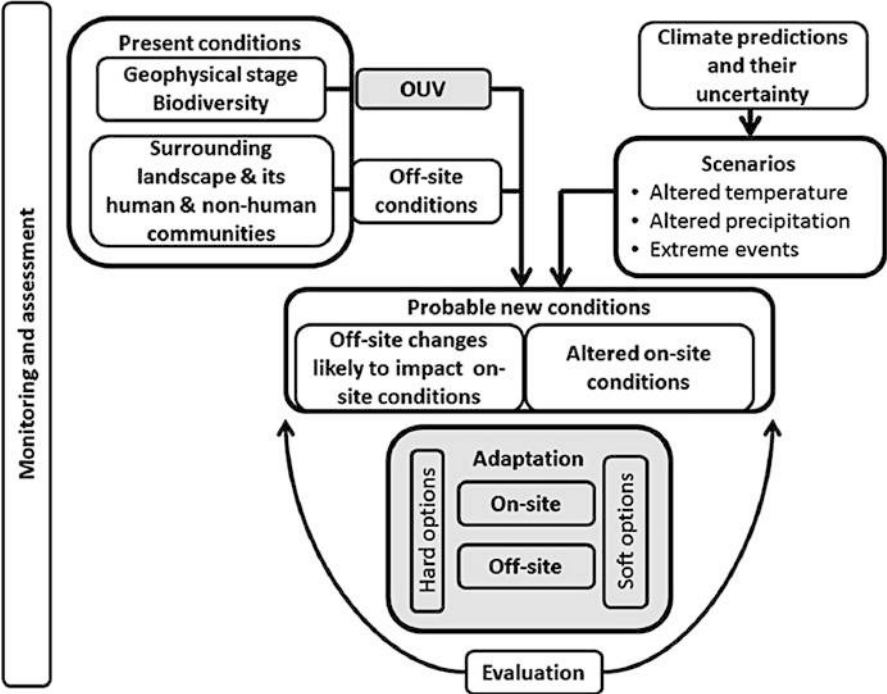 Monitoring and assessment
Present conditions
Geophysical stage
Biodiversity
Surrounding
landscape & its
human & non-human
communities
OUV
Off-site
conditions
Climate predictions
and their
uncertainty
Scenarios
• Altered temperature
• Altered precipitation
• Extreme events
Probable new conditions
Off-site changes
likely to impact on-
site conditions
Altered on-site
conditions
Adaptation
Hard options
On-site
Off-site
Soft options
Evaluation